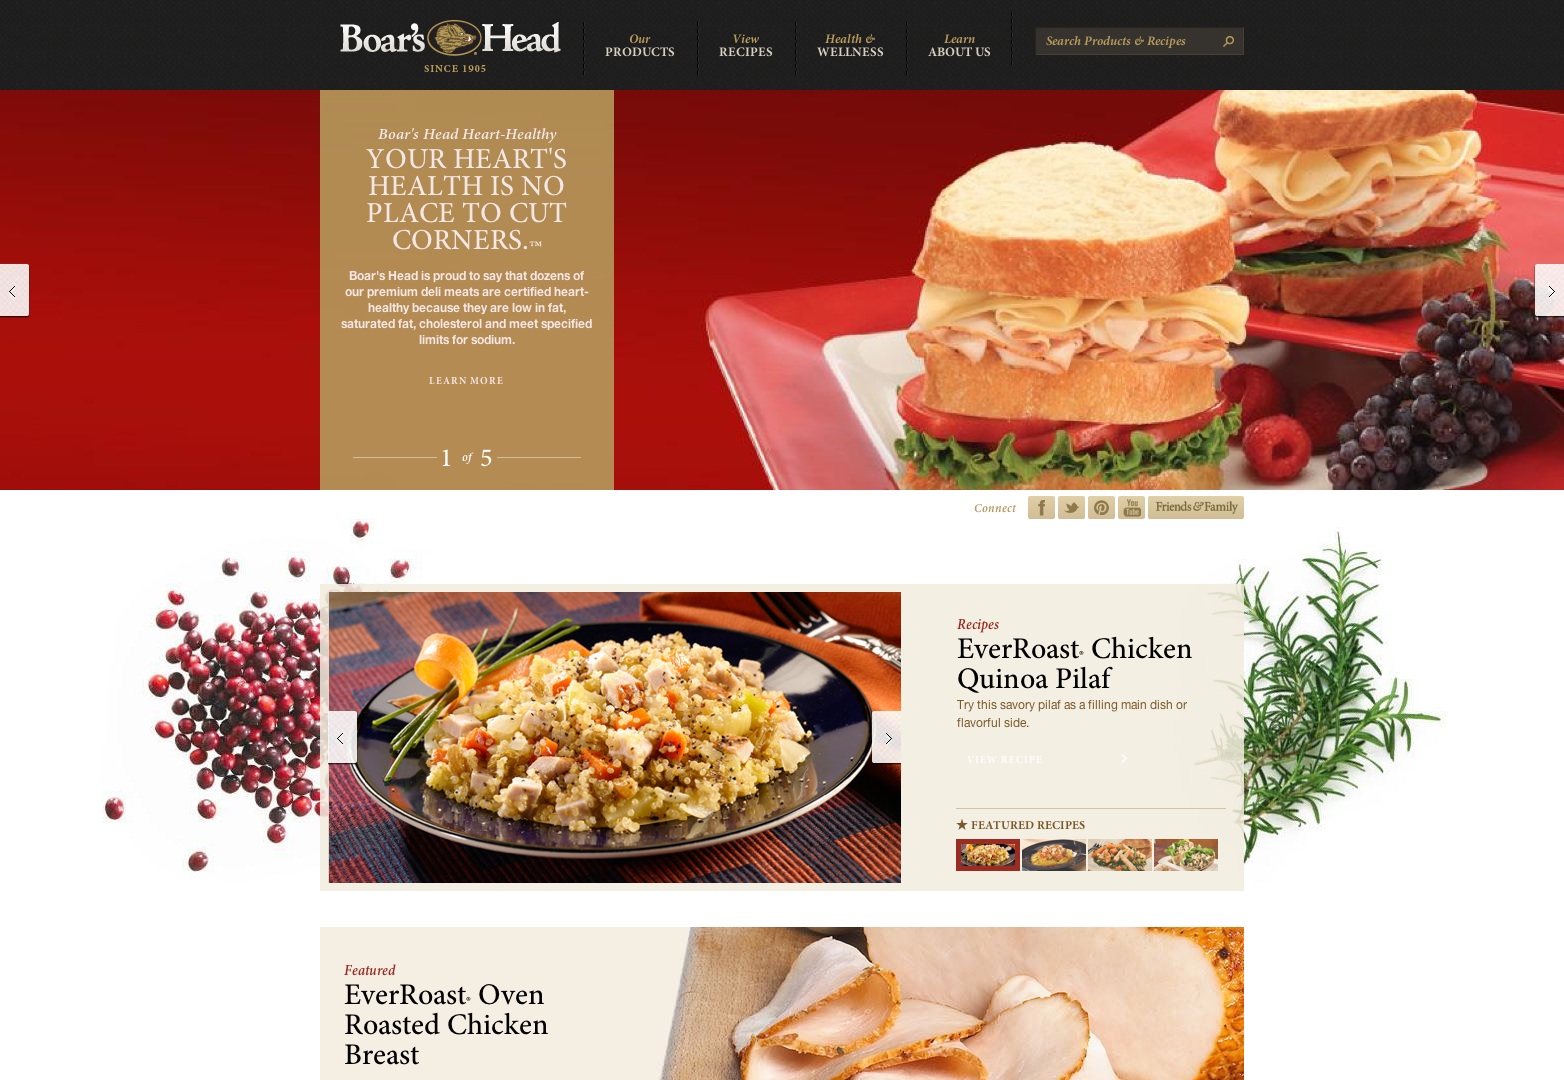 Boar's Head
SINCE 1905
Our
PRODUCTS
View
RECIPES
Health &
WELLNESS
Learn
ABOUT US
Search Products & Recipes
Boar's Head Heart-Healthy
YOUR HEART'S
HEALTH IS NO
PLACE TO CUT
CORNERS.™
Boar's Head is proud to say that dozens of
our premium deli meats are certified heart-
healthy because they are low in fat,
saturated fat, cholesterol and meet specified
limits for sodium.
LEARN MORE
1 of 5
Connect
f
You
Tube
Friends & Family
Recipes
EverRoast® Chicken
Quinoa Pilaf
Try this savory pilaf as a filling main dish or
flavorful side.
VIEW RECIPE
★ FEATURED RECIPES
Featured
EverRoast® Oven
Roasted Chicken
Breast